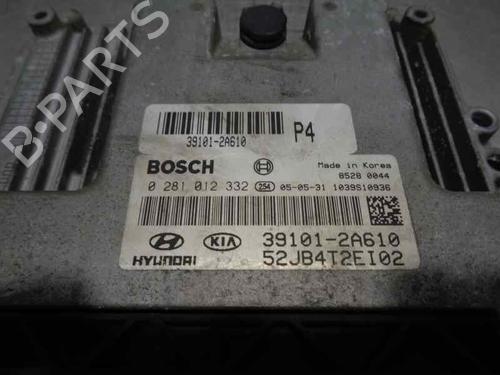 39101-2A610 P4
BOSCH
Made in Korea
8528 0044
0 281 012 332 254 05-05-31 1039S10936
HYUNDAI KIA 39101-2A610
52JB4T2EI02
B-PARTS